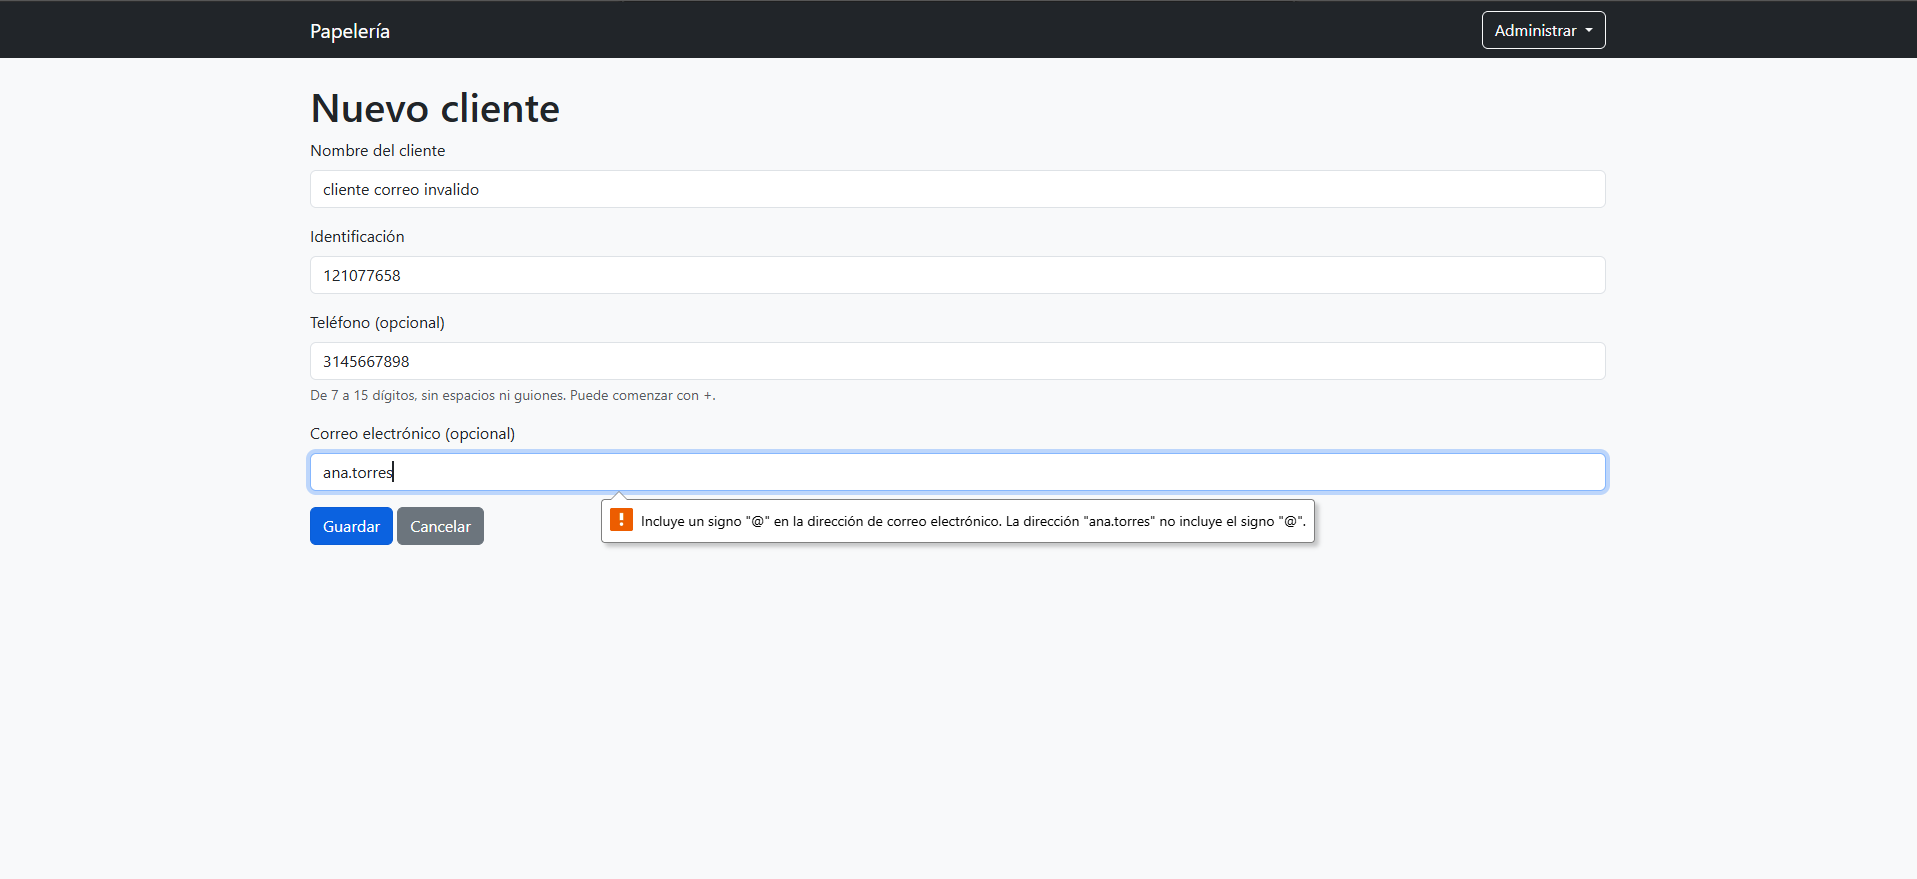 Papelería
Administrar
Nuevo cliente
Nombre del cliente
cliente correo invalido
Identificación
121077658
Teléfono (opcional)
3145667898
De 7 a 15 dígitos, sin espacios ni guiones. Puede comenzar con +.
Correo electrónico (opcional)
ana.torres
Guardar Cancelar
Incluye un signo "@" en la dirección de correo electrónico. La dirección "ana.torres" no incluye el signo "@".